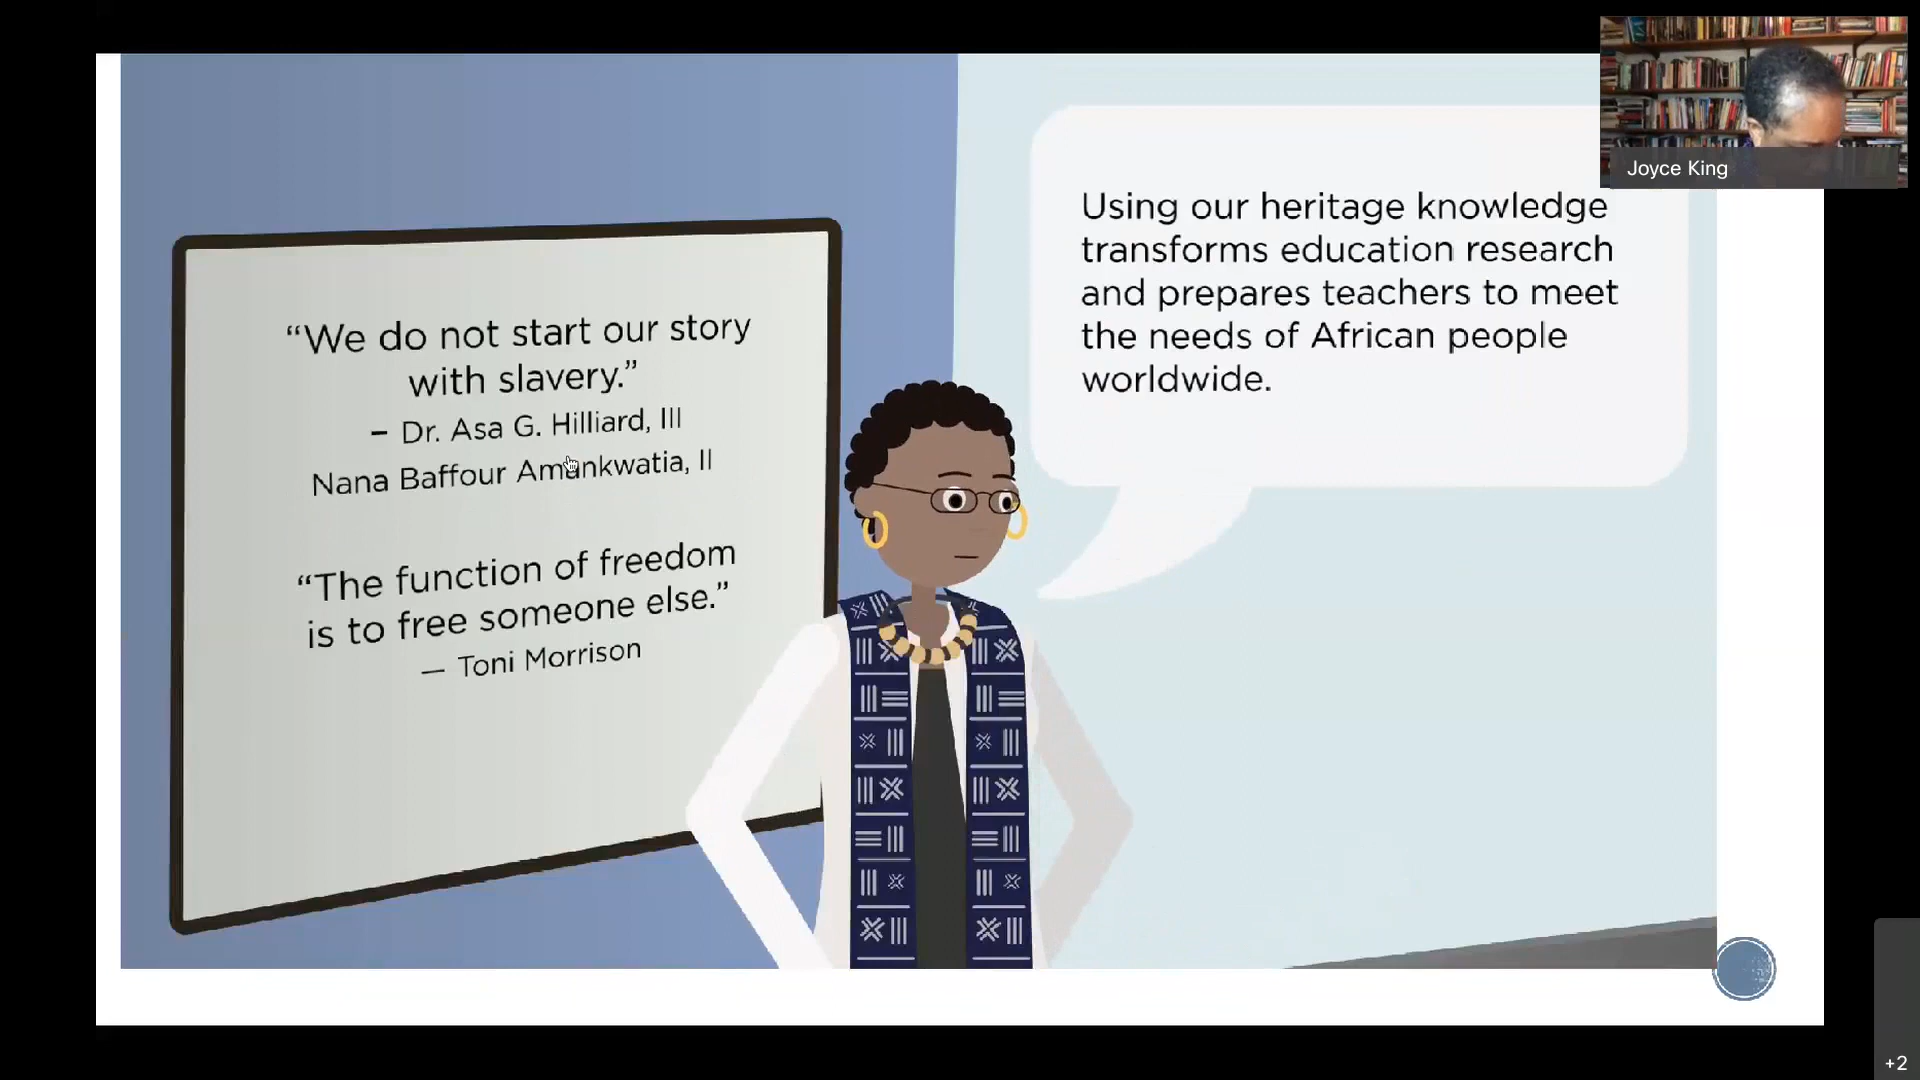 “We do not start our story
with slavery.”
– Dr. Asa G. Hilliard, III
Nana Baffour Amankwatia, II
“The function of freedom
is to free someone else.”
— Toni Morrison
Using our heritage knowledge
transforms education research
and prepares teachers to meet
the needs of African people
worldwide.
Joyce King
+2